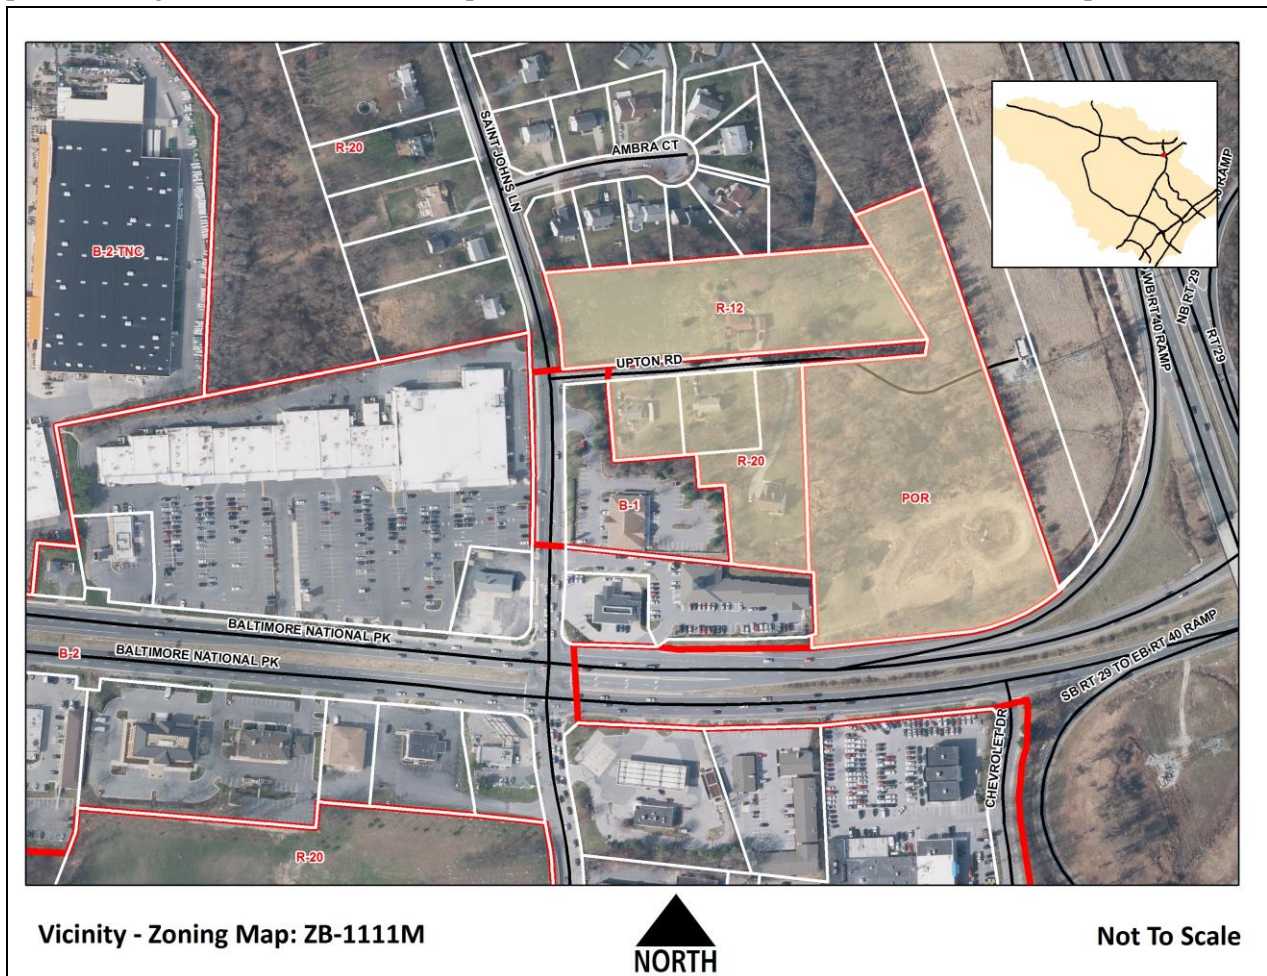 SAINT JOHNS LN
R-20
AMBRA CT
B-2-TNC
R-12
UPTON RD
R-20
B-1
POR
WB RT 40 RAMP
NB RT 29
RT 29
RAMP
BALTIMORE NATIONAL PK
BALTIMORE NATIONAL PK
B-2
SB RT 29 TO EB RT 40 RAMP
CHEVROLET DR
R-20
Vicinity - Zoning Map: ZB-1111M
NORTH
Not To Scale